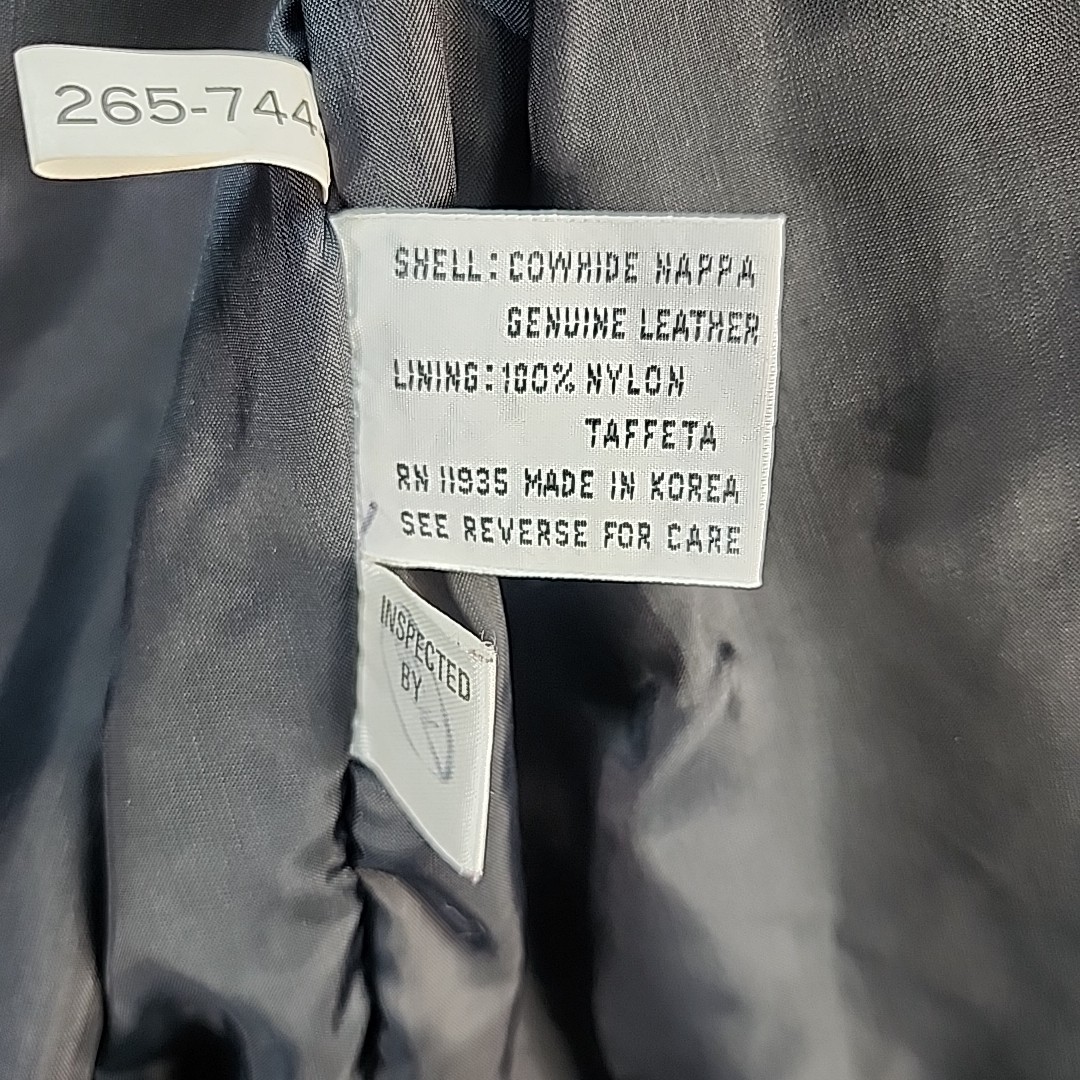 265-744
SHELL: COWHIDE NAPPA
GENUINE LEATHER
LINING: 100% NYLON
TAFFETA
RN 11935 MADE IN KOREA
SEE REVERSE FOR CARE
INSPECTED
BY